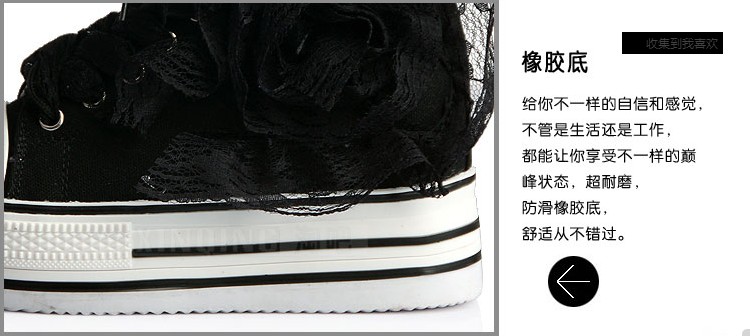 收集到我喜欢
橡胶底
给你不一样的自信和感觉，
不管是生活还是工作，
都能让你享受不一样的巅
峰状态，超耐磨，
防滑橡胶底，
舒适从不错过。